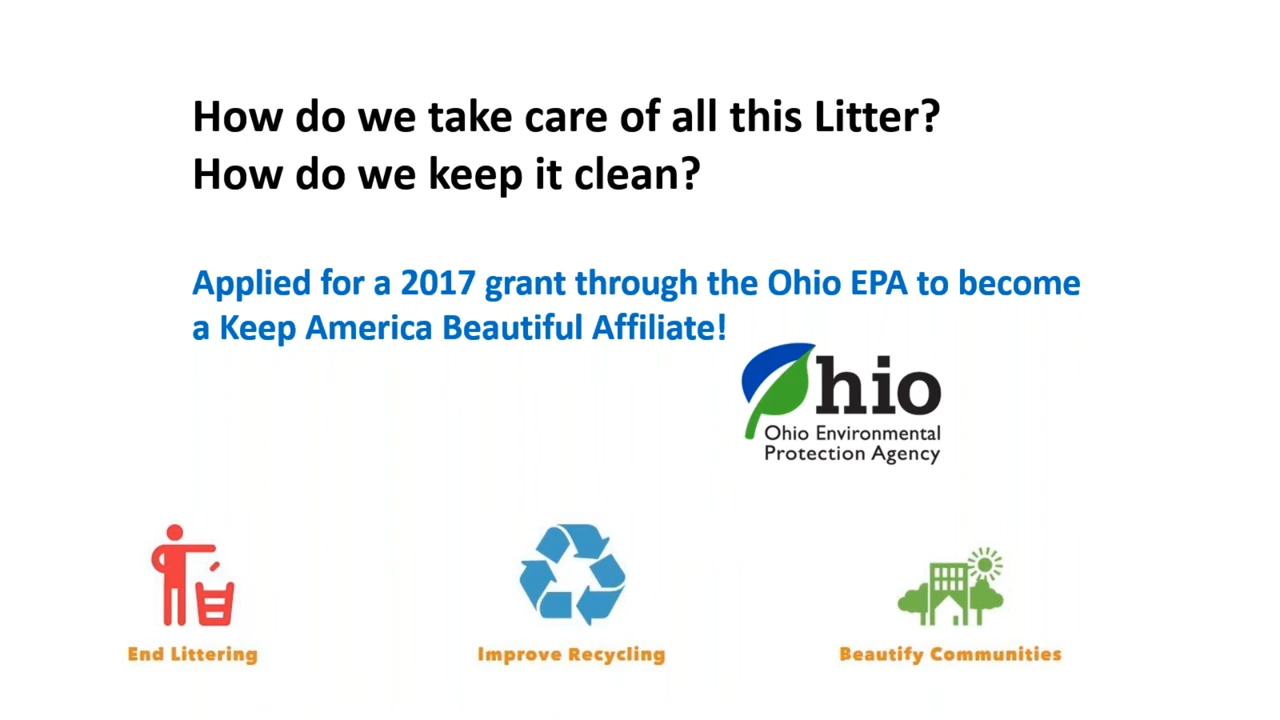 How do we take care of all this Litter?
How do we keep it clean?
Applied for a 2017 grant through the Ohio EPA to become
a Keep America Beautiful Affiliate!
Ohio
Ohio Environmental
Protection Agency
End Littering
Improve Recycling
Beautify Communities